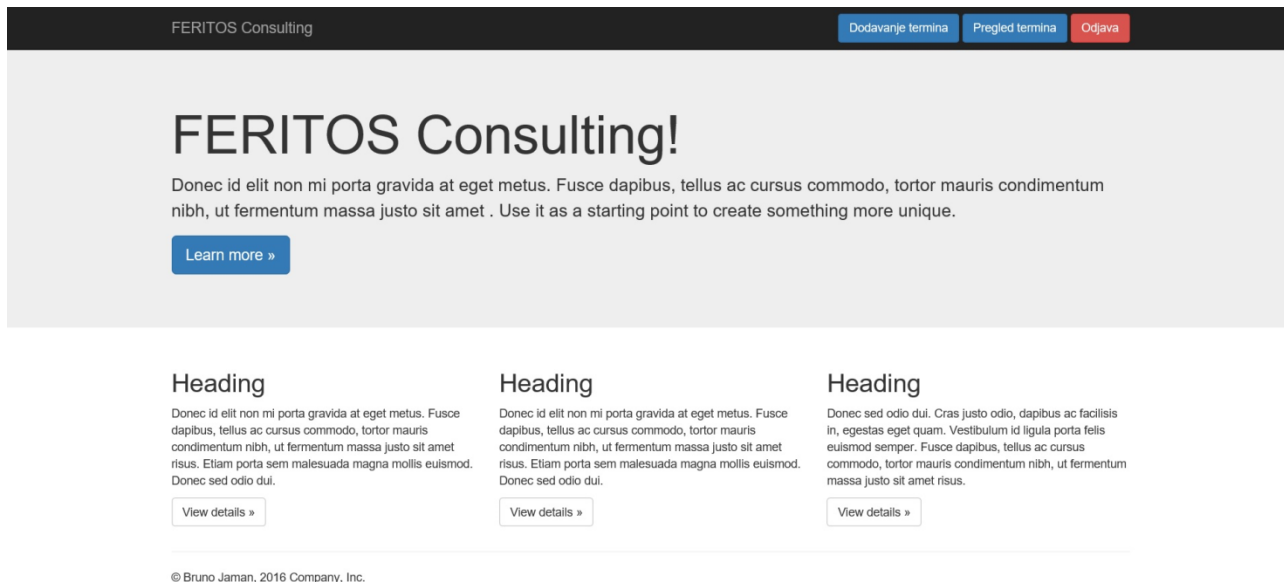 FERITOS Consulting
Dodavanje termina
Pregled termina
Odjava
FERITOS Consulting!
Donec id elit non mi porta gravida at eget metus. Fusce dapibus, tellus ac cursus commodo, tortor mauris condimentum
nibh, ut fermentum massa justo sit amet . Use it as a starting point to create something more unique.
Learn more »
Heading
Donec id elit non mi porta gravida at eget metus. Fusce
dapibus, tellus ac cursus commodo, tortor mauris
condimentum nibh, ut fermentum massa justo sit amet
risus. Etiam porta sem malesuada magna mollis euismod.
Donec sed odio dui.
View details »
Heading
Donec id elit non mi porta gravida at eget metus. Fusce
dapibus, tellus ac cursus commodo, tortor mauris
condimentum nibh, ut fermentum massa justo sit amet
risus. Etiam porta sem malesuada magna mollis euismod.
Donec sed odio dui.
View details »
Heading
Donec sed odio dui. Cras justo odio, dapibus ac facilisis
in, egestas eget quam. Vestibulum id ligula porta felis
euismod semper. Fusce dapibus, tellus ac cursus
commodo, tortor mauris condimentum nibh, ut fermentum
massa justo sit amet risus.
View details »
© Bruno Jaman, 2016 Company, Inc.